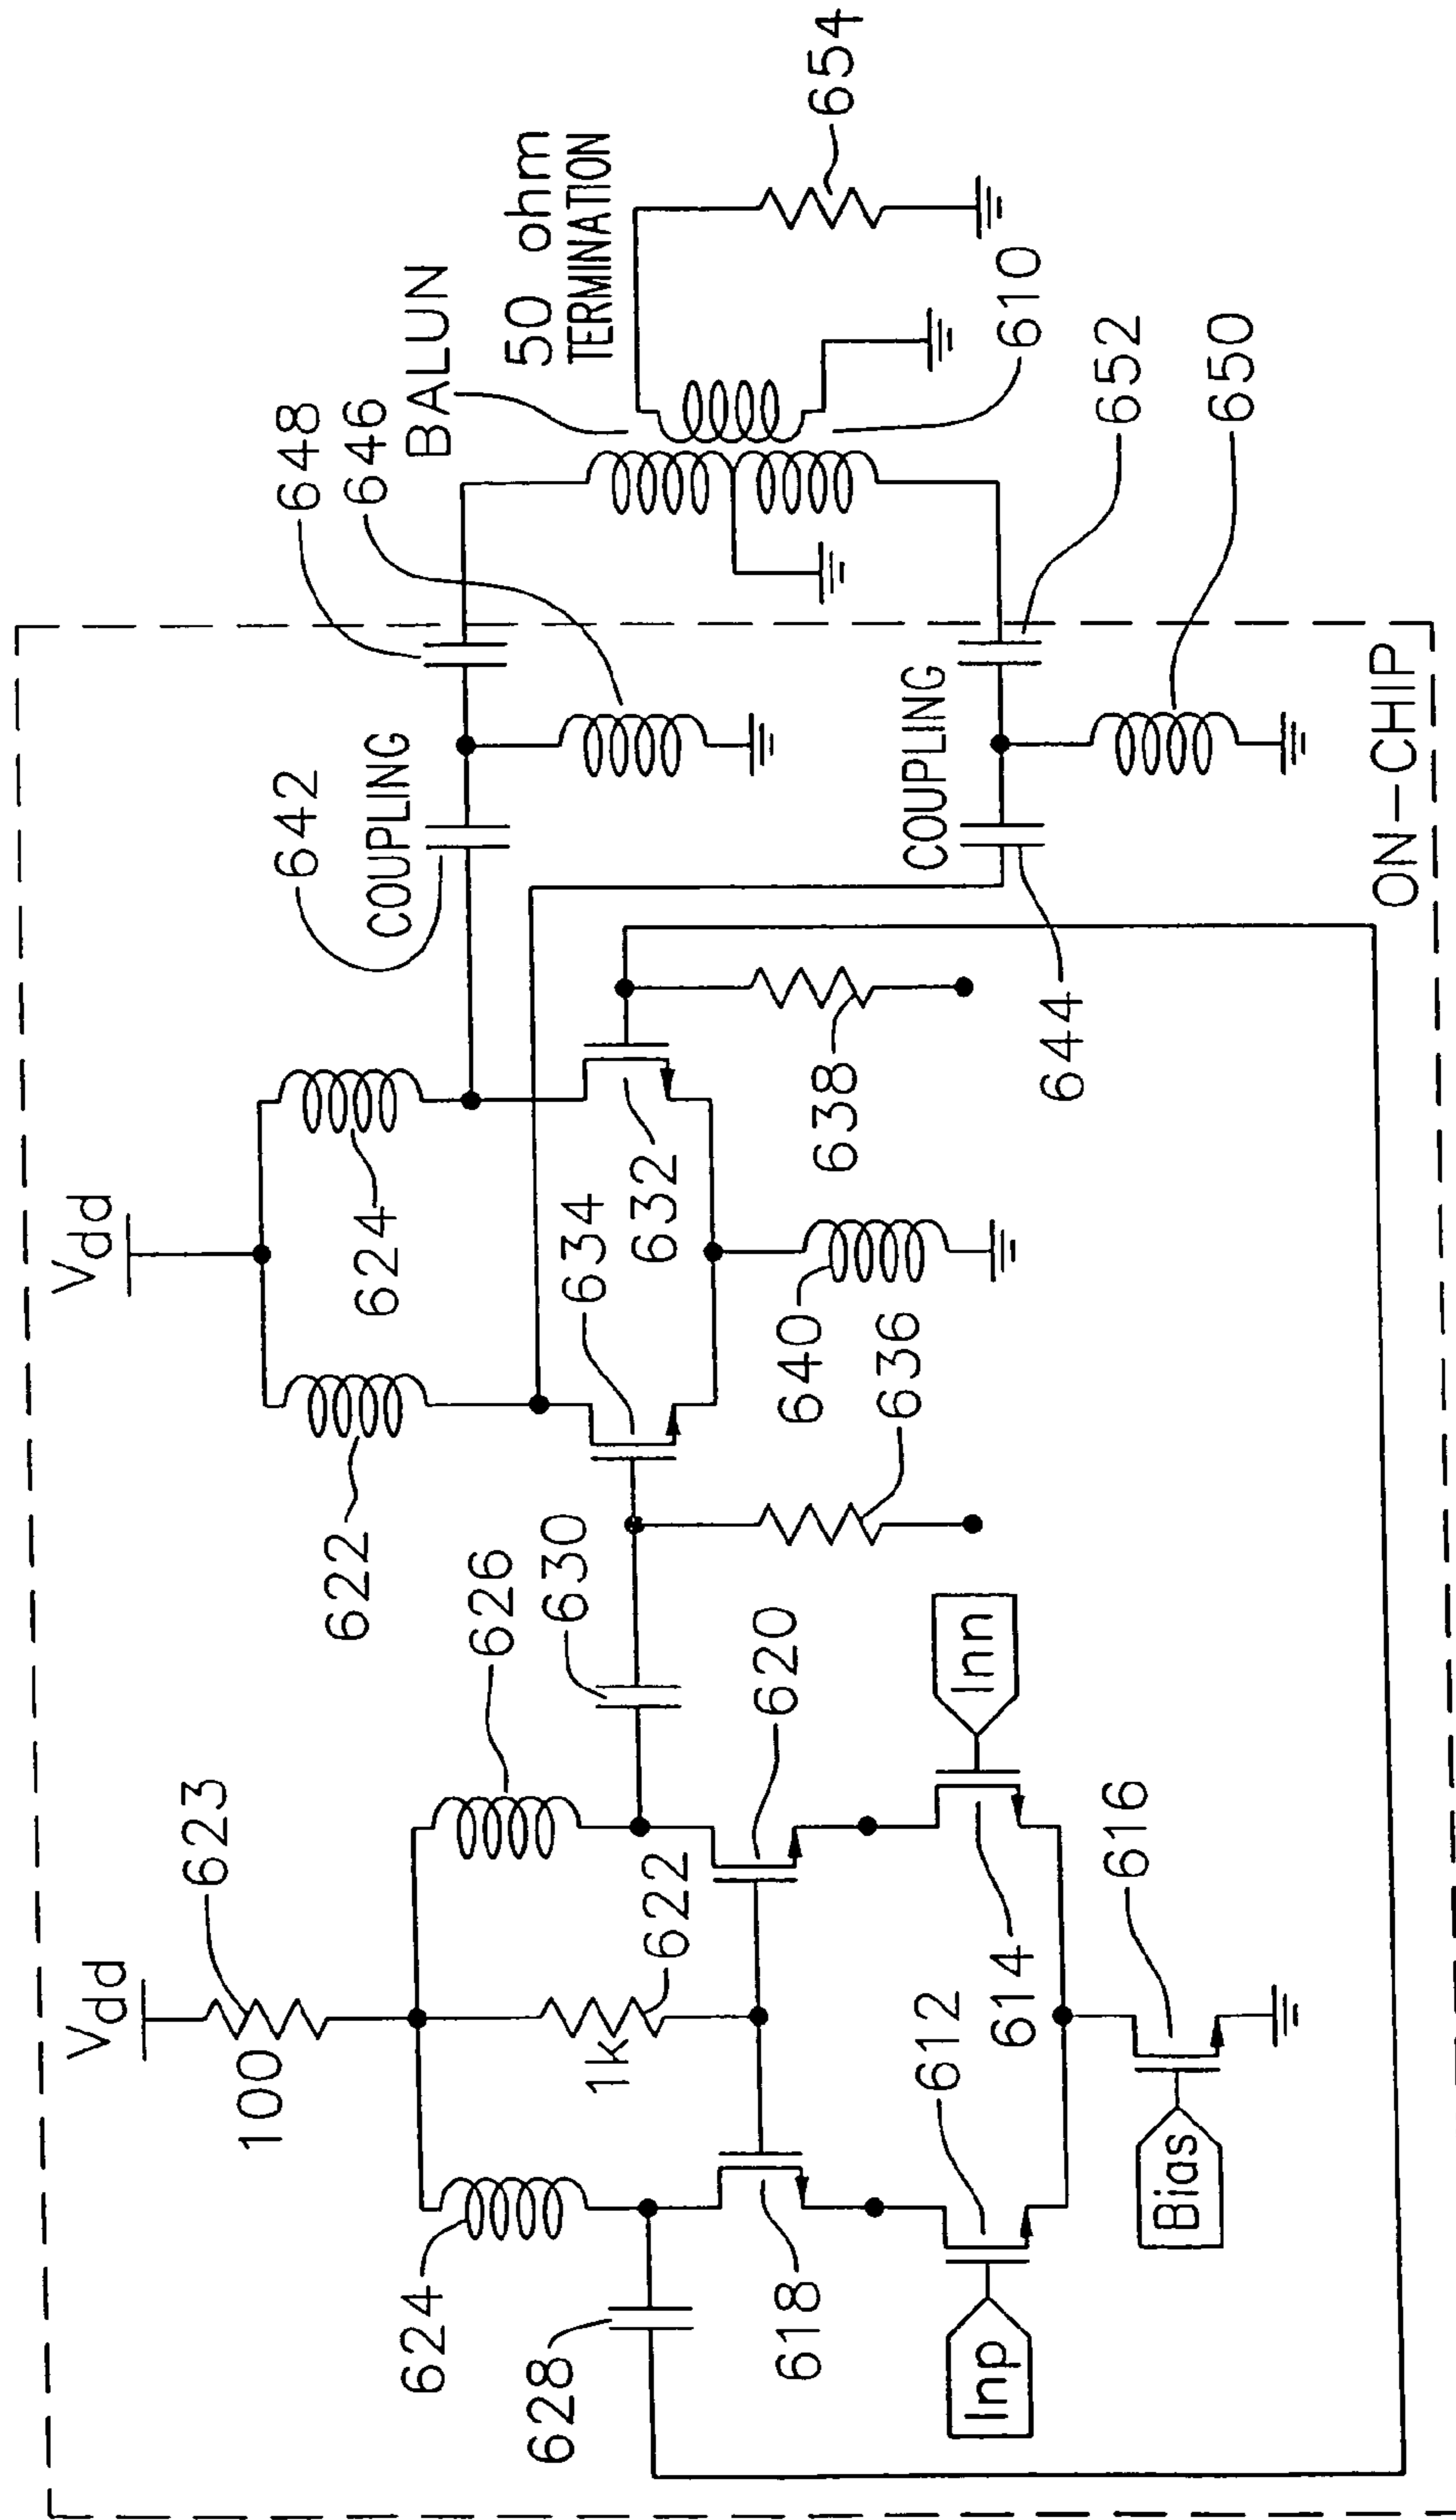 Vdd
Vdd
623
100
626
624
622
1k
628
618
620
630
622
624
634
632
636
640
638
612
614
616
Inp
Inn
Bias
642
COUPLING
644
COUPLING
648
646
652
650
BALUN
610
50 ohm
TERMINATION
654
ON-CHIP